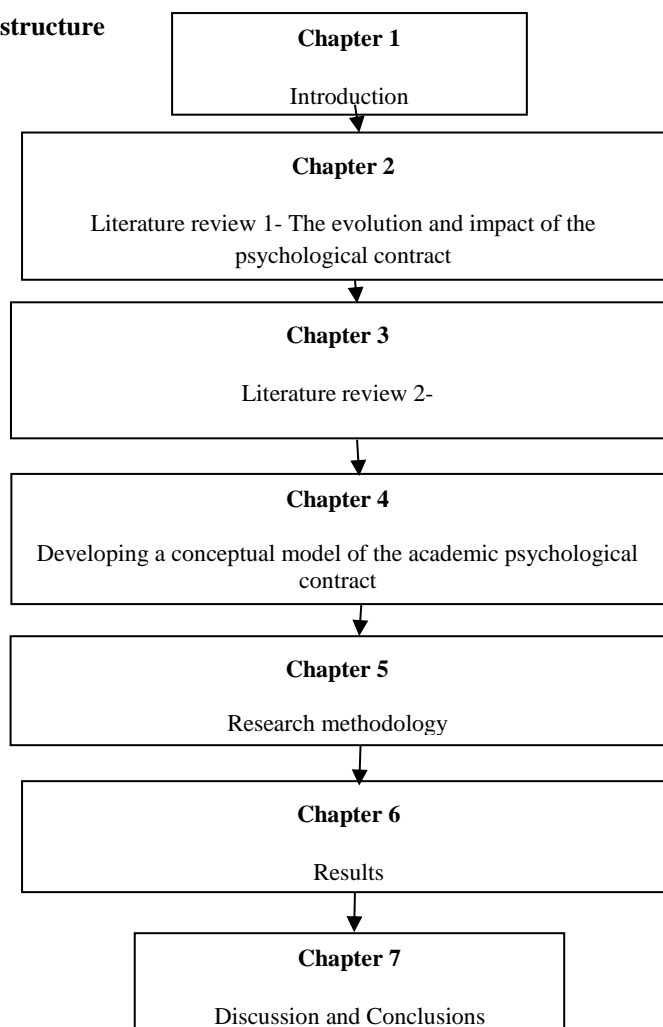 structure
Chapter 1
Introduction
Chapter 2
Literature review 1- The evolution and impact of the
psychological contract
Chapter 3
Literature review 2-
Chapter 4
Developing a conceptual model of the academic psychological
contract
Chapter 5
Research methodology
Chapter 6
Results
Chapter 7
Discussion and Conclusions